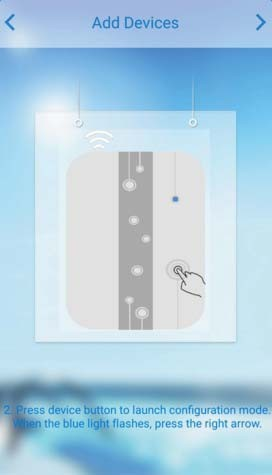 Add Devices
2. Press device button to launch configuration mode.
When the blue light flashes, press the right arrow.